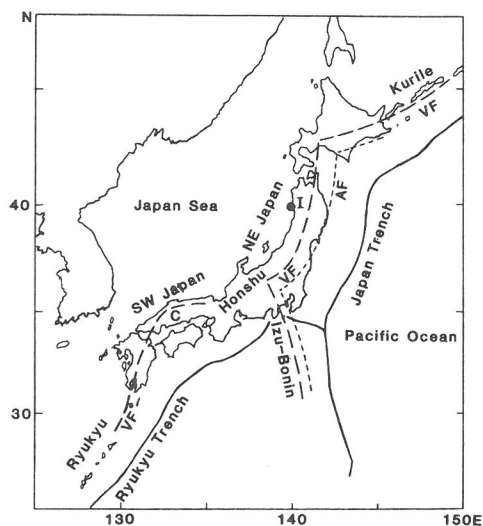 N
Kurile
VF
40
Japan Sea
NE Japan
I
AF
Japan Trench
SW Japan
Honshu
VF
C
Izu-Bonin
Pacific Ocean
30
Ryukyu
VF
Ryukyu Trench
130
140
150E